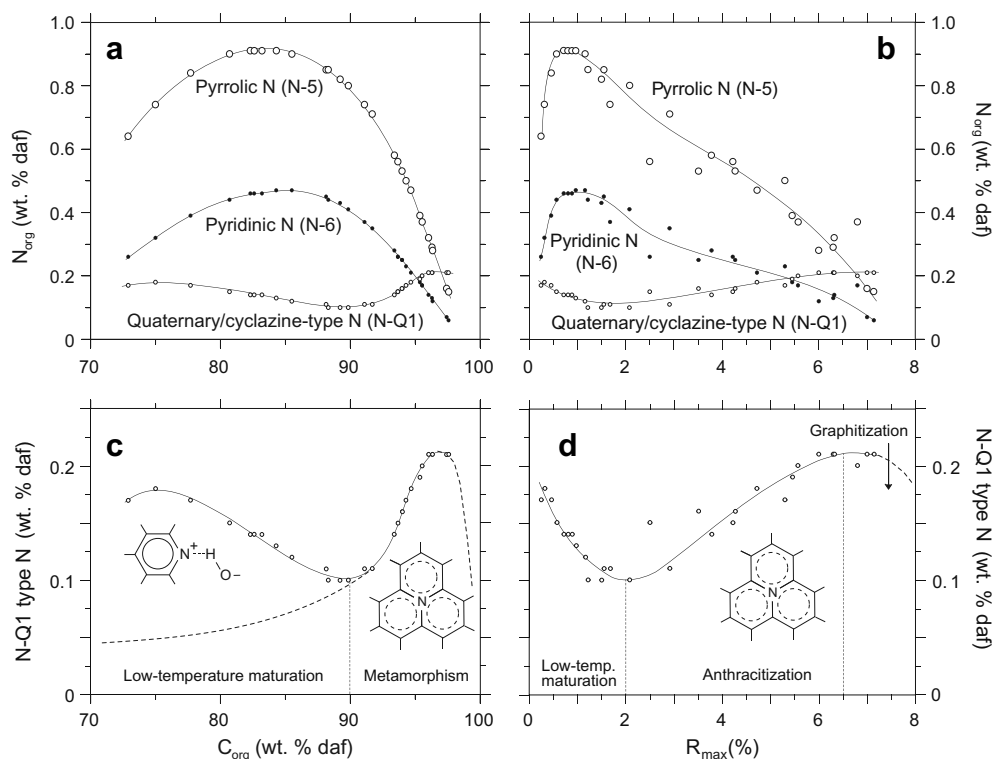 a
Pyrrolic N (N-5)
Pyridinic N (N-6)
Quaternary/cyclazine-type N (N-Q1)
Norg (wt. % daf)
1.0
0.8
0.6
0.4
0.2
0
70
80
90
100
b
Pyrrolic N (N-5)
Pyridinic N
(N-6)
Quaternary/cyclazine-type N (N-Q1)
Norg (wt. % daf)
1.0
0.8
0.6
0.4
0.2
0
0
2
4
6
8
c
N-Q1 type N (wt. % daf)
0.2
0.1
0
N
+
H
O−
N
Low-temperature maturation
Metamorphism
70
80
90
100
Corg (wt. % daf)
d
Graphitization
N
Low-temp.
maturation
Anthracitization
N-Q1 type N (wt. % daf)
0.2
0.1
0
0
2
4
6
8
Rmax(%)